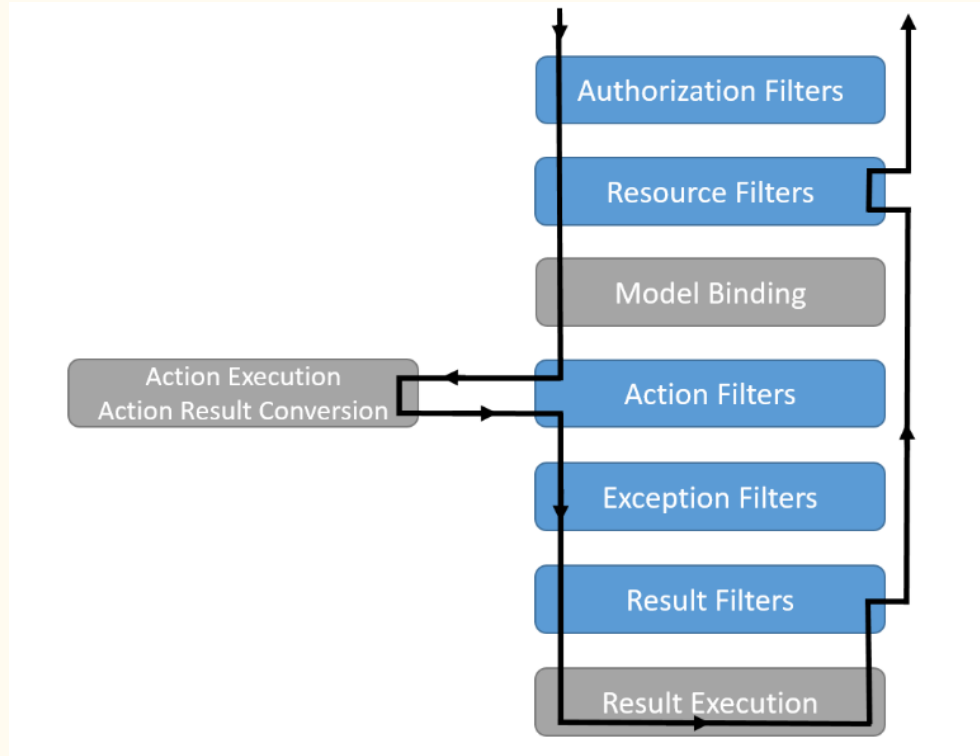 Authorization Filters
Resource Filters
Model Binding
Action Execution
Action Result Conversion
Action Filters
Exception Filters
Result Filters
Result Execution